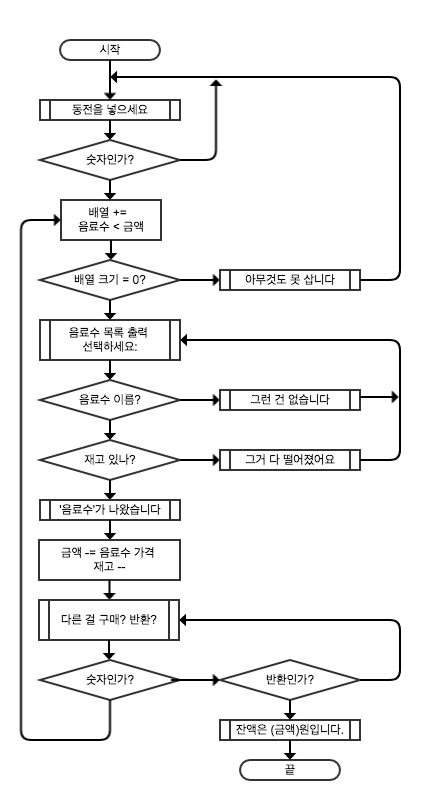 시작
동전을 넣으세요
숫자인가?
배열 +=
음료수 < 금액
배열 크기 = 0?
아무것도 못 삽니다
음료수 목록 출력
선택하세요:
음료수 이름?
그런 건 없습니다
재고 있나?
그거 다 떨어졌어요
'음료수'가 나왔습니다
금액 -= 음료수 가격
재고 --
다른 걸 구매? 반환?
숫자인가?
반환인가?
잔액은 (금액)원입니다.
끝